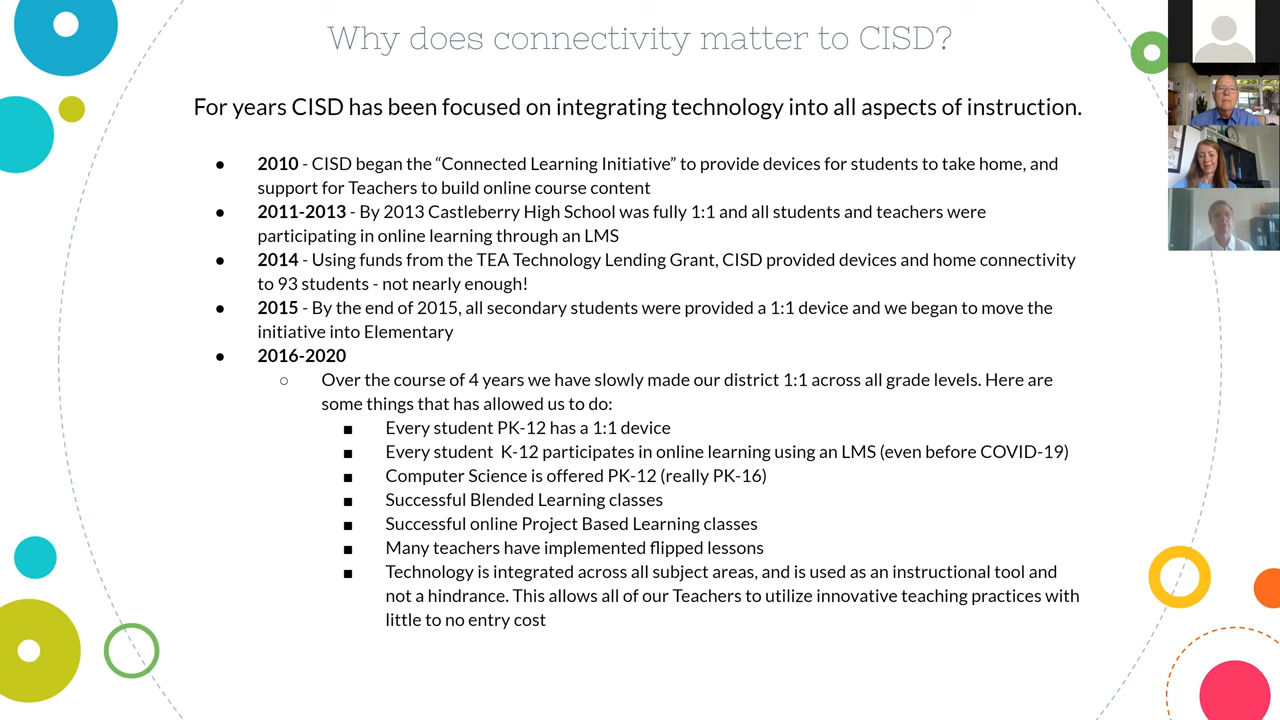 Why does connectivity matter to CISD?
For years CISD has been focused on integrating technology into all aspects of instruction.
● 2010 - CISD began the “Connected Learning Initiative” to provide devices for students to take home, and
support for Teachers to build online course content
● 2011-2013 - By 2013 Castleberry High School was fully 1:1 and all students and teachers were
participating in online learning through an LMS
● 2014 - Using funds from the TEA Technology Lending Grant, CISD provided devices and home connectivity
to 93 students - not nearly enough!
● 2015 - By the end of 2015, all secondary students were provided a 1:1 device and we began to move the
initiative into Elementary
● 2016-2020
○ Over the course of 4 years we have slowly made our district 1:1 across all grade levels. Here are
some things that has allowed us to do:
■ Every student PK-12 has a 1:1 device
■ Every student K-12 participates in online learning using an LMS (even before COVID-19)
■ Computer Science is offered PK-12 (really PK-16)
■ Successful Blended Learning classes
■ Successful online Project Based Learning classes
■ Many teachers have implemented flipped lessons
■ Technology is integrated across all subject areas, and is used as an instructional tool and
not a hindrance. This allows all of our Teachers to utilize innovative teaching practices with
little to no entry cost